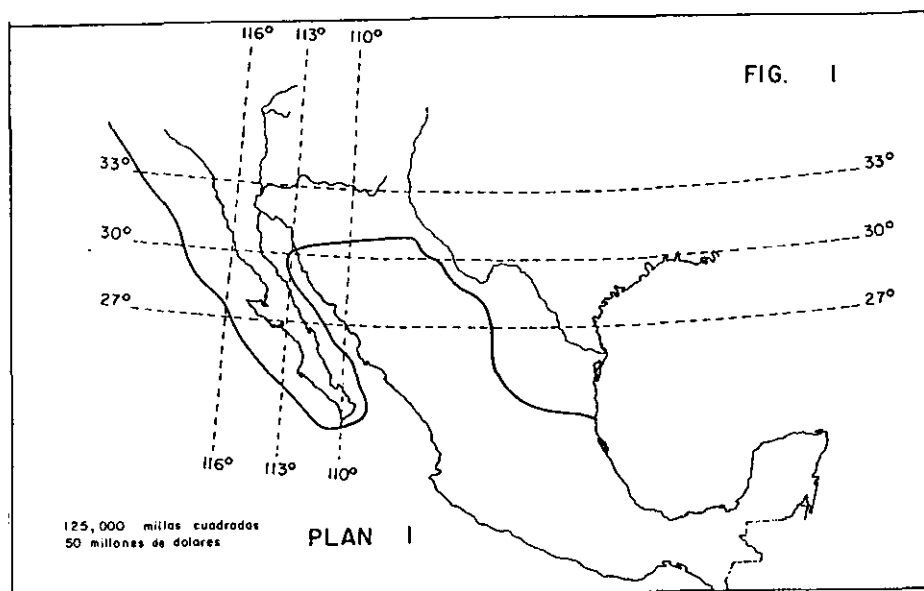 116° 113° 110°
FIG. 1
33° 33°
30° 30°
27° 27°
116° 113° 110°
125,000 millas cuadradas
50 millones de dolares
PLAN 1